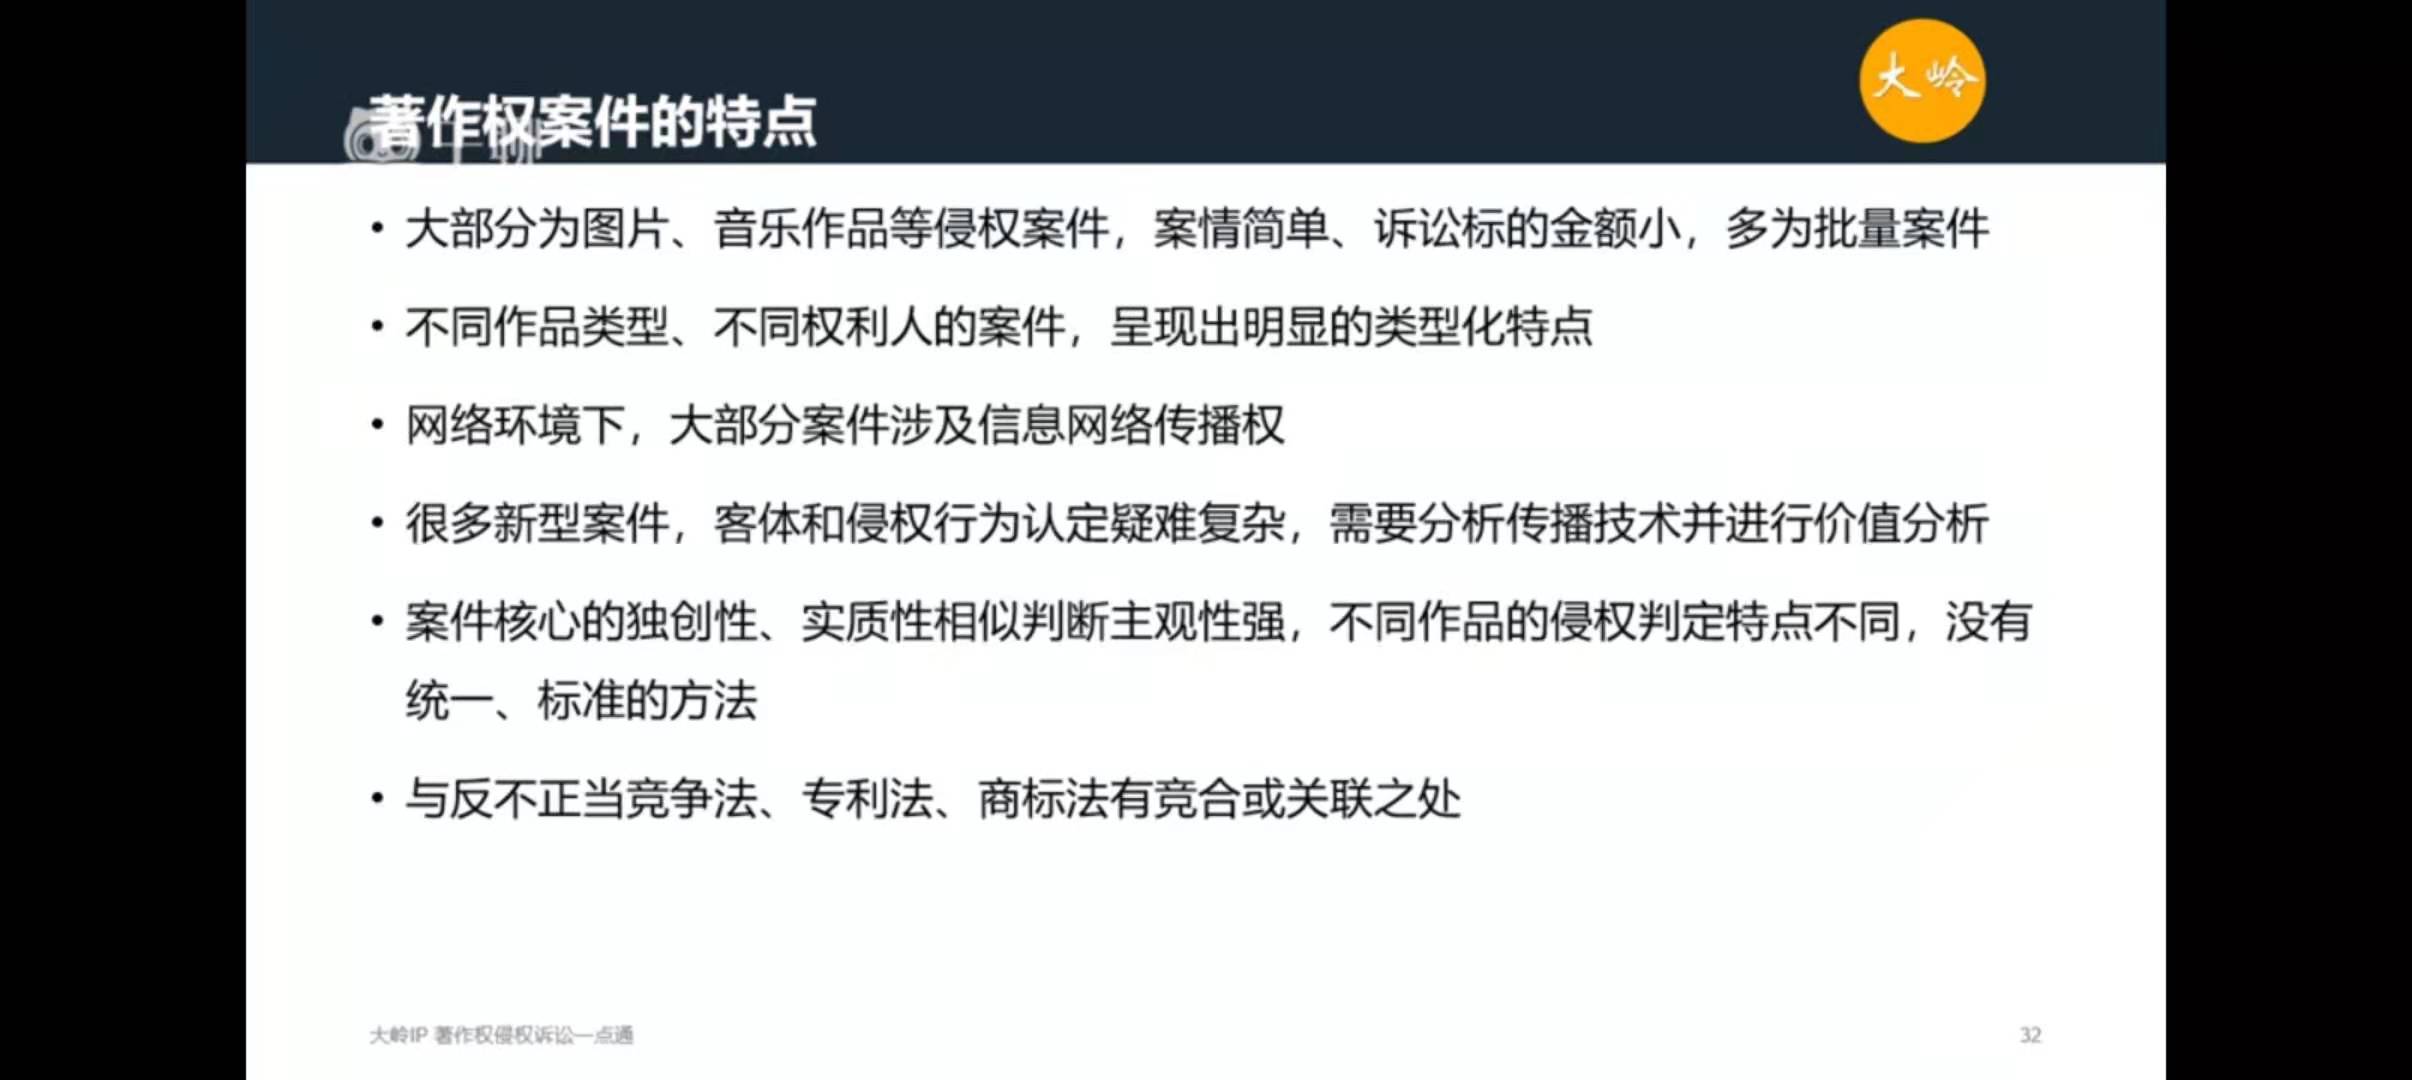 大岭
著作权案件的特点
千聊
• 大部分为图片、音乐作品等侵权案件，案情简单、诉讼标的金额小，多为批量案件
• 不同作品类型、不同权利人的案件，呈现出明显的类型化特点
• 网络环境下，大部分案件涉及信息网络传播权
• 很多新型案件，客体和侵权行为认定疑难复杂，需要分析传播技术并进行价值分析
• 案件核心的独创性、实质性相似判断主观性强，不同作品的侵权判定特点不同，没有
统一、标准的方法
• 与反不正当竞争法、专利法、商标法有竞合或关联之处
大岭IP 著作权侵权诉讼一点通
32